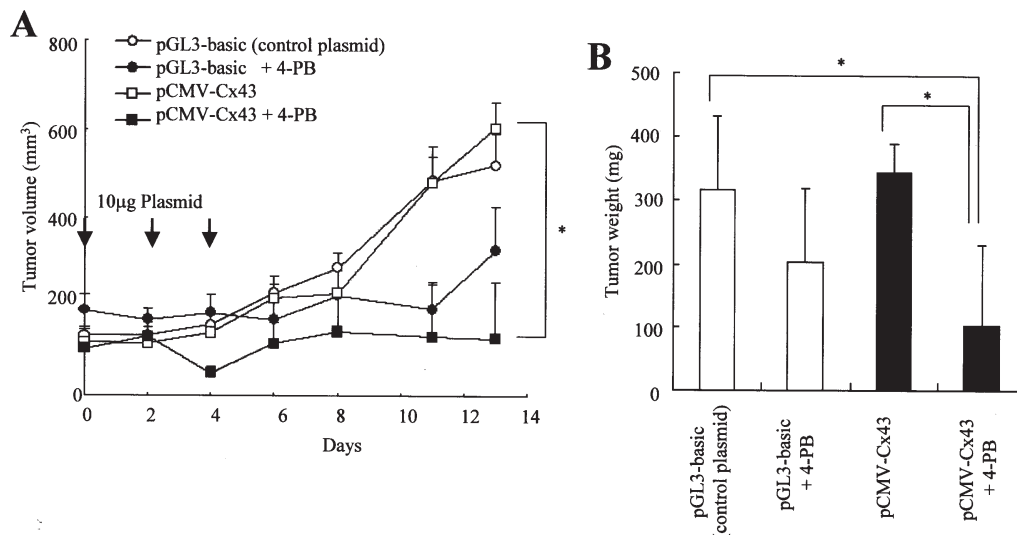 A
800
600
400
200
0
Tumor volume (mm³)
pGL3-basic (control plasmid)
pGL3-basic + 4-PB
pCMV-Cx43
pCMV-Cx43 + 4-PB
10µg Plasmid
*
0 2 4 6 8 10 12 14
Days
B
500
400
300
200
100
0
Tumor weight (mg)
*
*
pGL3-basic
(control plasmid)
pGL3-basic
+ 4-PB
pCMV-Cx43
pCMV-Cx43
+ 4-PB